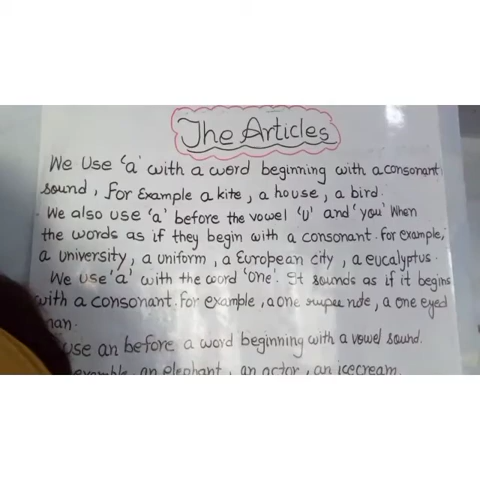 The Articles
We Use 'a' with a word beginning with a consonant
sound, For Example a kite, a house, a bird.
We also use 'a' before the vowel 'u' and 'you' When
the words as if they begin with a consonant. for example,
a university, a uniform, a European city, a eucalyptus.
We use 'a' with the word 'one'. It sounds as if it begins
with a consonant. for example, a one rupee note, a one eyed
man.
use an before a word beginning with a vowel sound.
example, an elephant, an actor, an icecream.